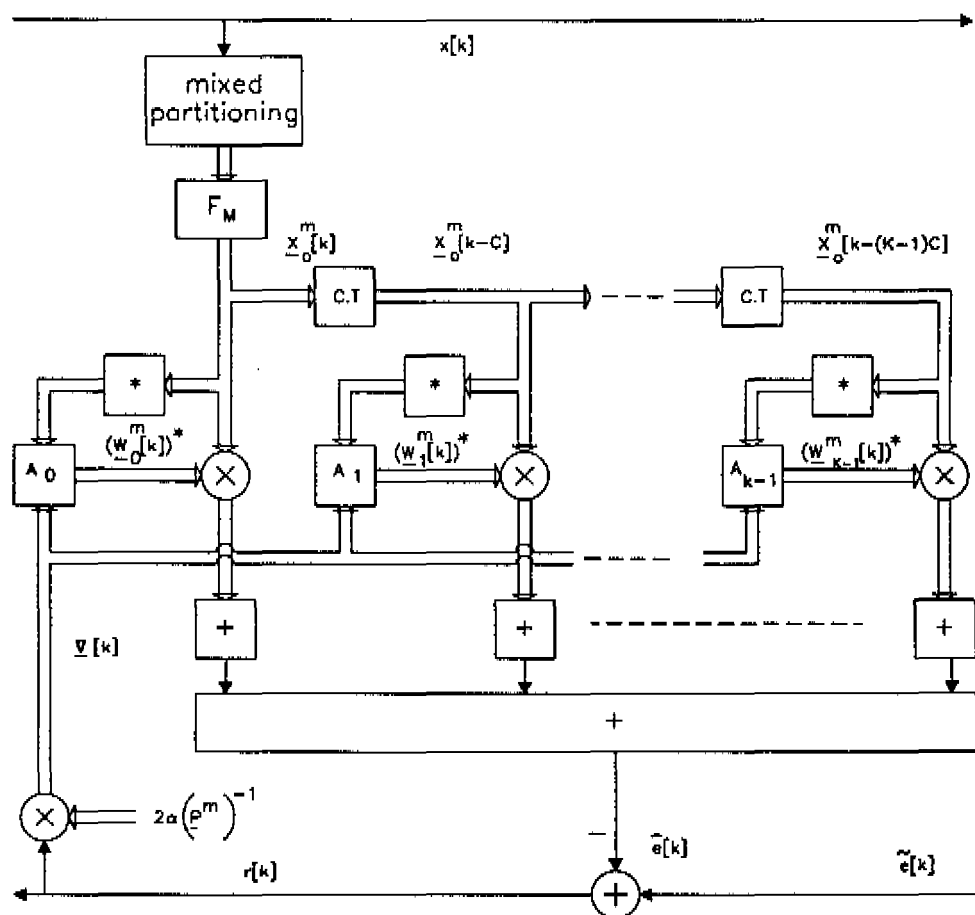 x[k]
mixed
partitioning
F_M
X_0^m[k]
X_0^m[k-C]
X_0^m[k-(K-1)C]
C.T
C.T
*
*
*
A_0
(W_0^m[k])^*
×
A_1
(W_1^m[k])^*
×
A_{k-1}
(W_{K-1}^m[k])^*
×
+
+
+
∇[k]
+
×
2α(P^m)^{-1}
−
ê[k]
ẽ[k]
r[k]
+